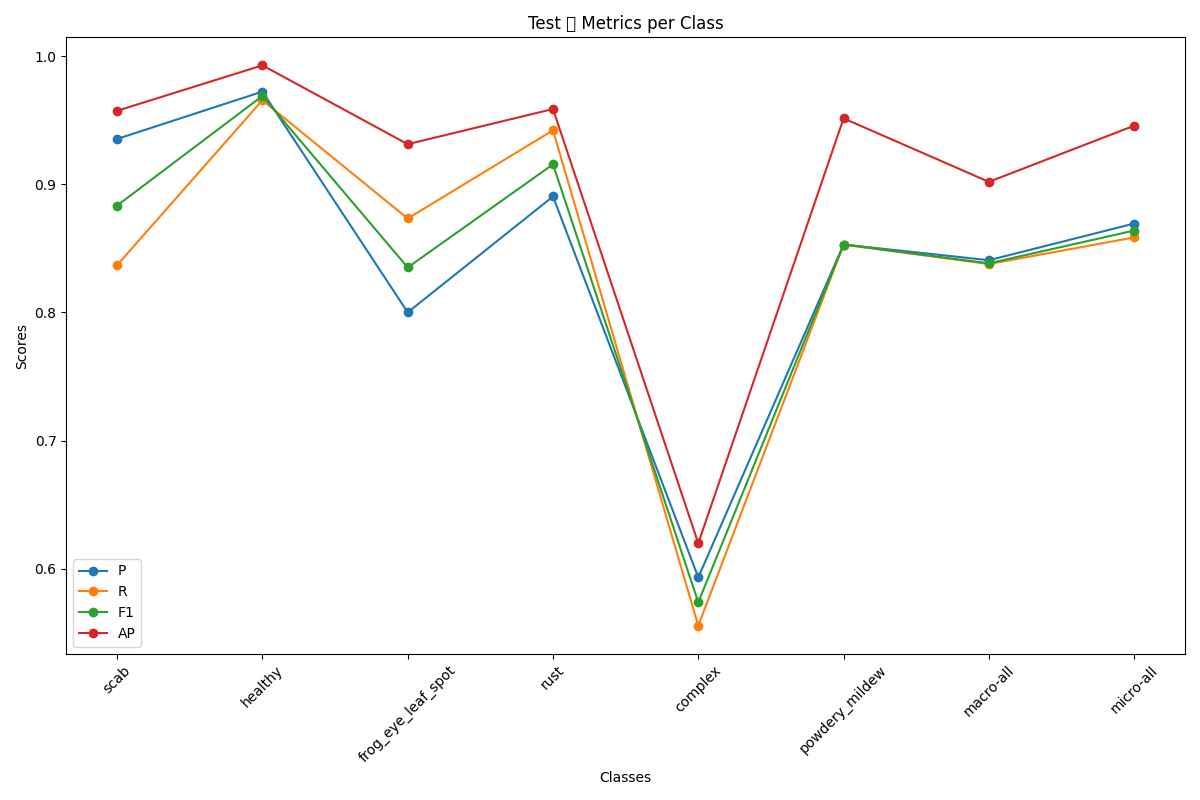 Test Metrics per Class
1.0
0.9
0.8
0.7
0.6
Scores
P
R
F1
AP
scab
healthy
frog_eye_leaf_spot
rust
complex
powdery_mildew
macro-all
micro-all
Classes